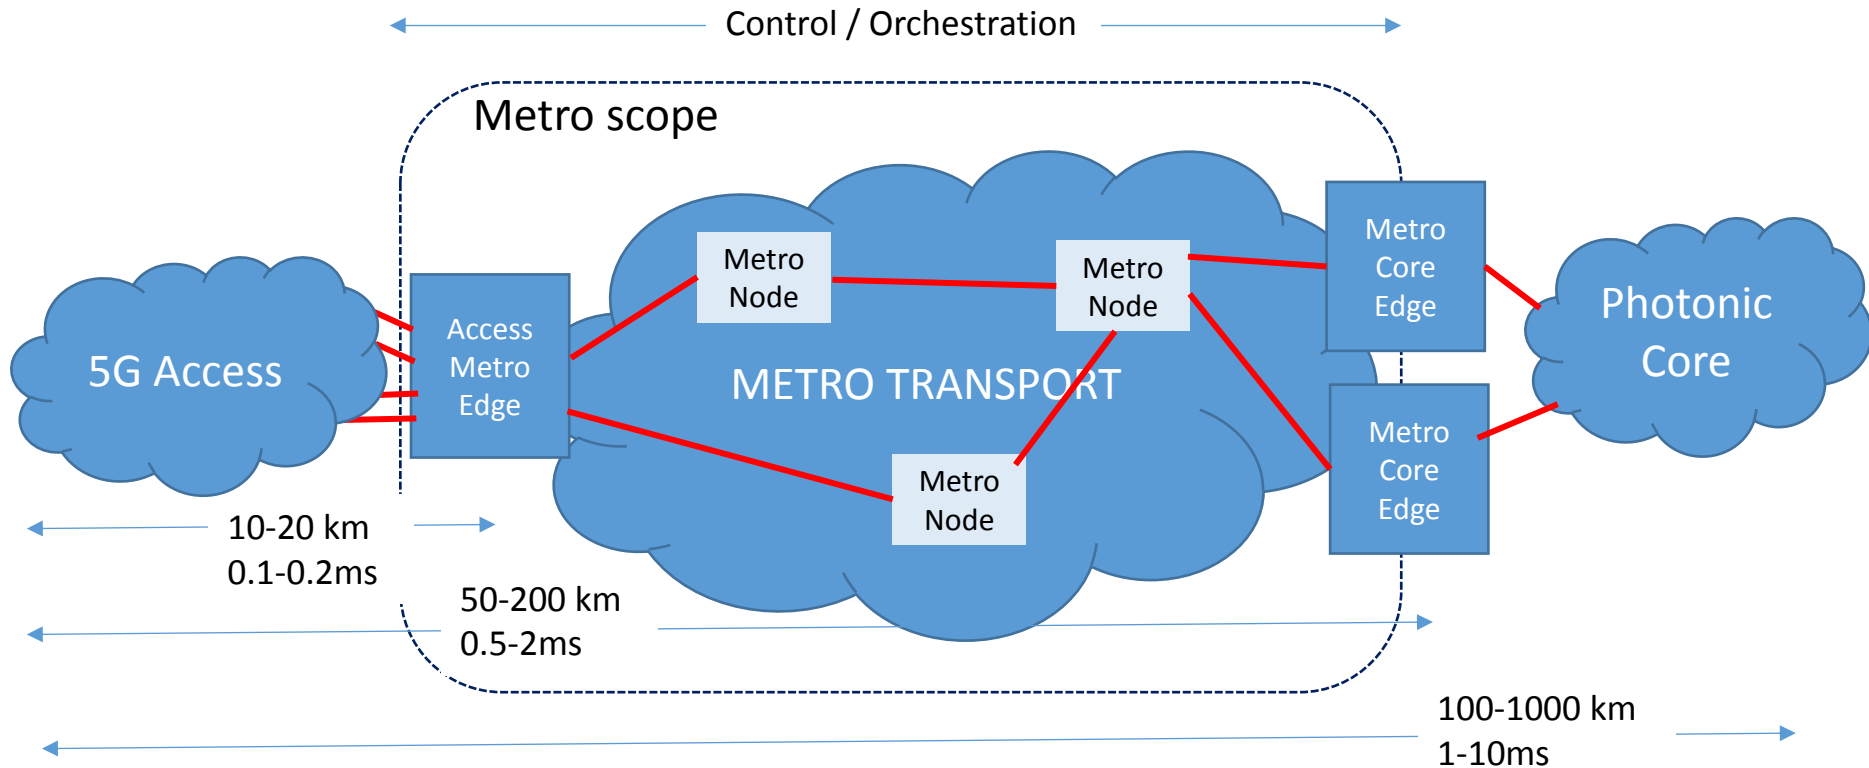 Control / Orchestration
Metro scope
5G Access
Access
Metro
Edge
Metro
Node
Metro
Node
METRO TRANSPORT
Metro
Node
Metro
Core
Edge
Metro
Core
Edge
Photonic
Core
10-20 km
0.1-0.2ms
50-200 km
0.5-2ms
100-1000 km
1-10ms